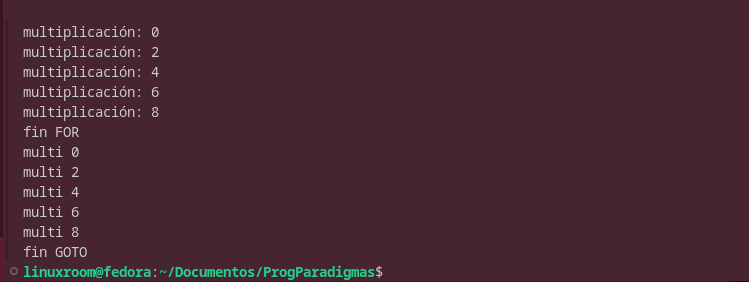 multiplicación: 0
multiplicación: 2
multiplicación: 4
multiplicación: 6
multiplicación: 8
fin FOR
multi 0
multi 2
multi 4
multi 6
multi 8
fin GOTO
linuxroom@fedora:~/Documentos/ProgParadigmas$